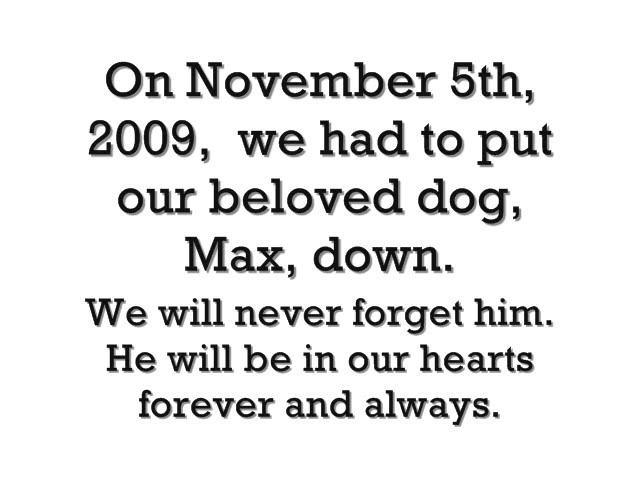 On November 5th,
2009,  we had to put
our beloved dog,
Max, down.
We will never forget him.
He will be in our hearts
forever and always.